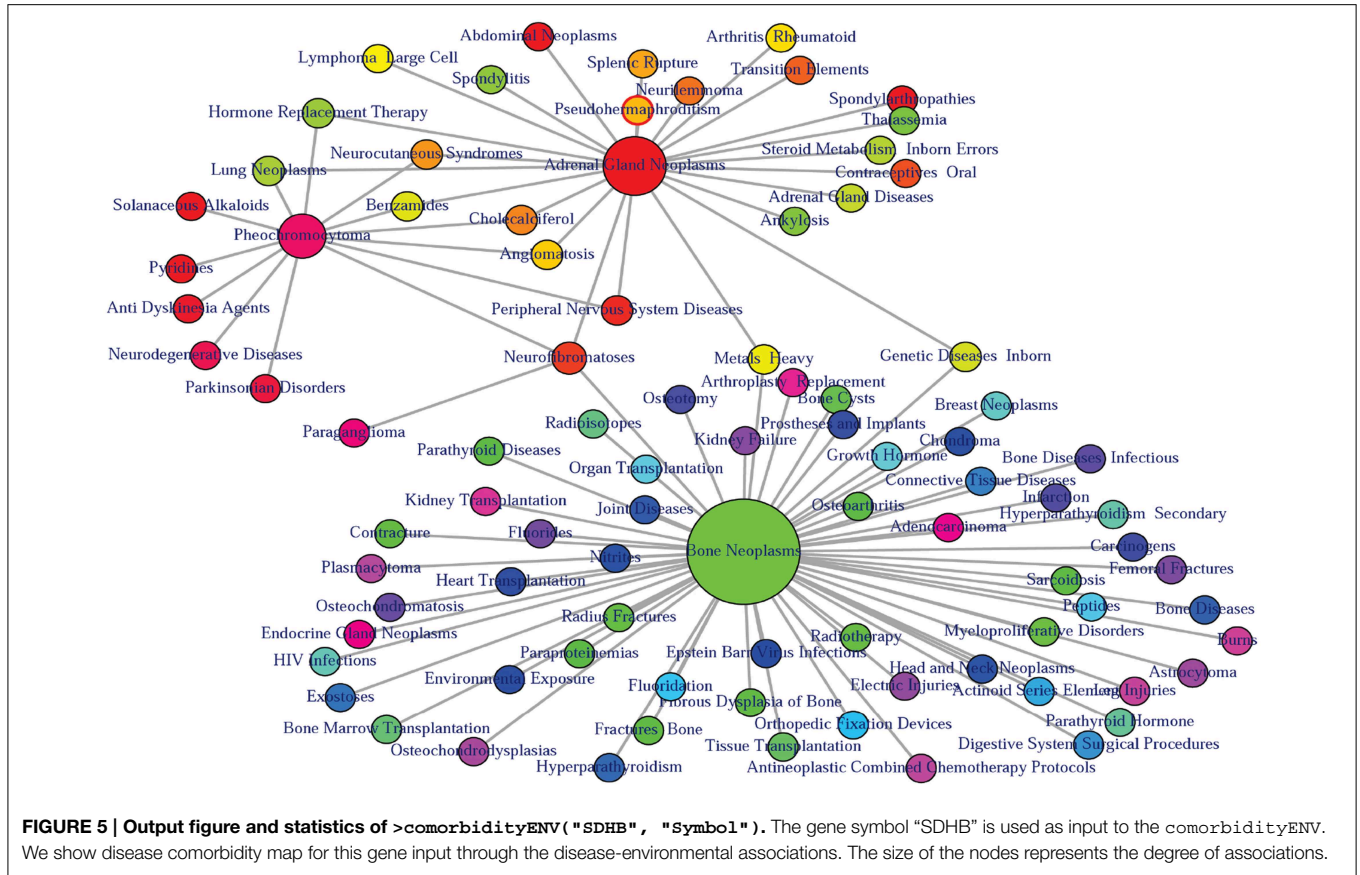 Abdominal Neoplasms
Arthritis Rheumatoid
Lymphoma Large Cell
Splenic Rupture
Transition Elements
Spondylitis
Neurilemmoma
Spondylarthropathies
Hormone Replacement Therapy
Pseudohermaphroditism
Thalassemia
Neurocutaneous Syndromes
Steroid Metabolism Inborn Errors
Lung Neoplasms
Adrenal Gland Neoplasms
Contraceptives Oral
Solanaceous Alkaloids
Benzamides
Adrenal Gland Diseases
Cholecalciferol
Ankylosis
Pheochromocytoma
Angiomatosis
Pyridines
Anti Dyskinesia Agents
Peripheral Nervous System Diseases
Neurodegenerative Diseases
Neurofibromatoses
Metals Heavy
Genetic Diseases Inborn
Parkinsonian Disorders
Arthroplasty Replacement
Osteotomy
Bone Cysts
Breast Neoplasms
Paraganglioma
Radioisotopes
Prostheses and Implants
Kidney Failure
Chondroma
Parathyroid Diseases
Growth Hormone
Bone Diseases Infectious
Organ Transplantation
Connective Tissue Diseases
Kidney Transplantation
Joint Diseases
Osteoarthritis
Infarction
Hyperparathyroidism Secondary
Contracture
Fluorides
Adenocarcinoma
Bone Neoplasms
Carcinogens
Nitrites
Plasmacytoma
Heart Transplantation
Femoral Fractures
Sarcoidosis
Osteochondromatosis
Peptides
Bone Diseases
Radius Fractures
Endocrine Gland Neoplasms
Radiotherapy
Myeloproliferative Disorders
Burns
HIV Infections
Paraproteinemias
Epstein Barr Virus Infections
Head and Neck Neoplasms
Astrocytoma
Environmental Exposure
Fluoridation
Electric Injuries
Actinoid Series Elements
Leg Injuries
Exostoses
Fibrous Dysplasia of Bone
Bone Marrow Transplantation
Fractures Bone
Orthopedic Fixation Devices
Parathyroid Hormone
Osteochondrodysplasias
Tissue Transplantation
Digestive System Surgical Procedures
Hyperparathyroidism
Antineoplastic Combined Chemotherapy Protocols
FIGURE 5 | Output figure and statistics of >comorbidityENV("SDHB", "Symbol"). The gene symbol “SDHB” is used as input to the comorbidityENV.
We show disease comorbidity map for this gene input through the disease-environmental associations. The size of the nodes represents the degree of associations.